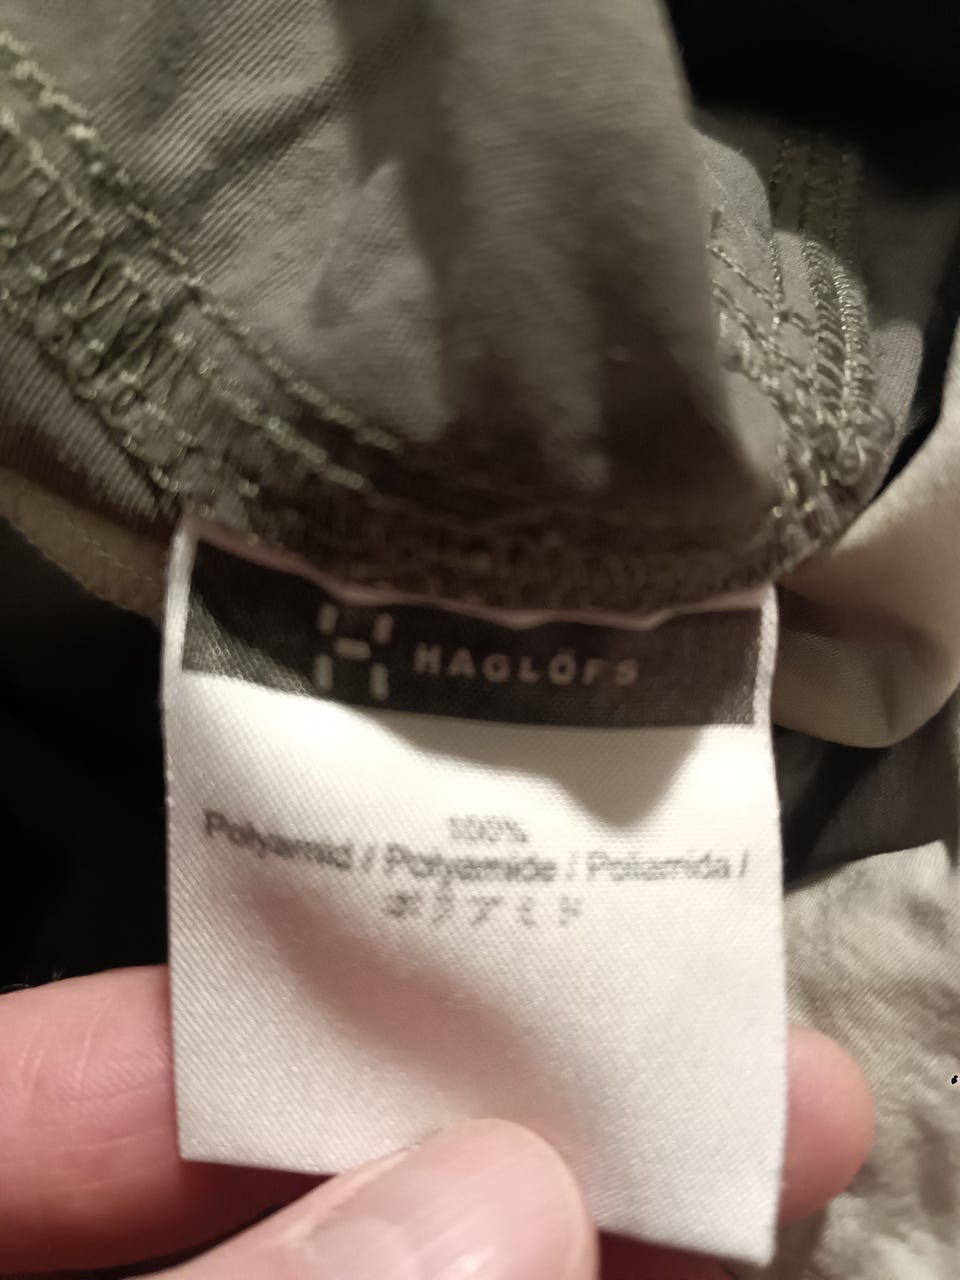 HAGLÖFS
100%
Polyamid / Polyamide / Poliamida /
ポリアミド